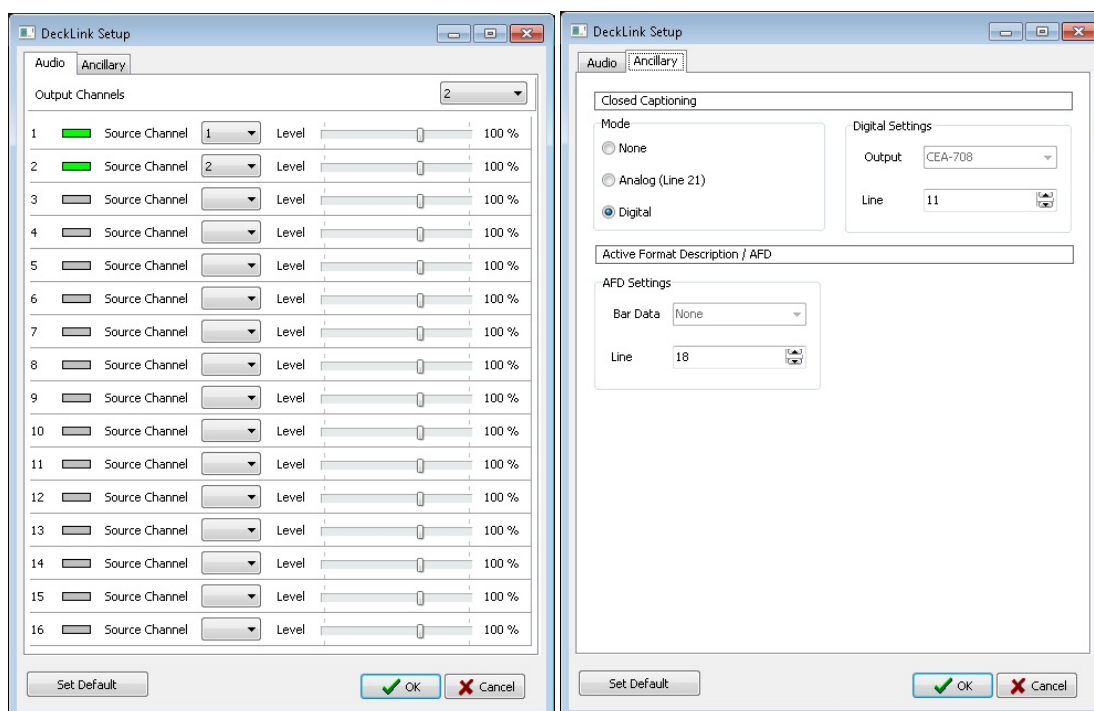 DeckLink Setup
Audio Ancillary
Output Channels 2
1 Source Channel 1 Level 100 %
2 Source Channel 2 Level 100 %
3 Source Channel Level 100 %
4 Source Channel Level 100 %
5 Source Channel Level 100 %
6 Source Channel Level 100 %
7 Source Channel Level 100 %
8 Source Channel Level 100 %
9 Source Channel Level 100 %
10 Source Channel Level 100 %
11 Source Channel Level 100 %
12 Source Channel Level 100 %
13 Source Channel Level 100 %
14 Source Channel Level 100 %
15 Source Channel Level 100 %
16 Source Channel Level 100 %
Set Default OK Cancel
DeckLink Setup
Audio Ancillary
Closed Captioning
Mode
None
Analog (Line 21)
Digital
Digital Settings
Output CEA-708
Line 11
Active Format Description / AFD
AFD Settings
Bar Data None
Line 18
Set Default OK Cancel